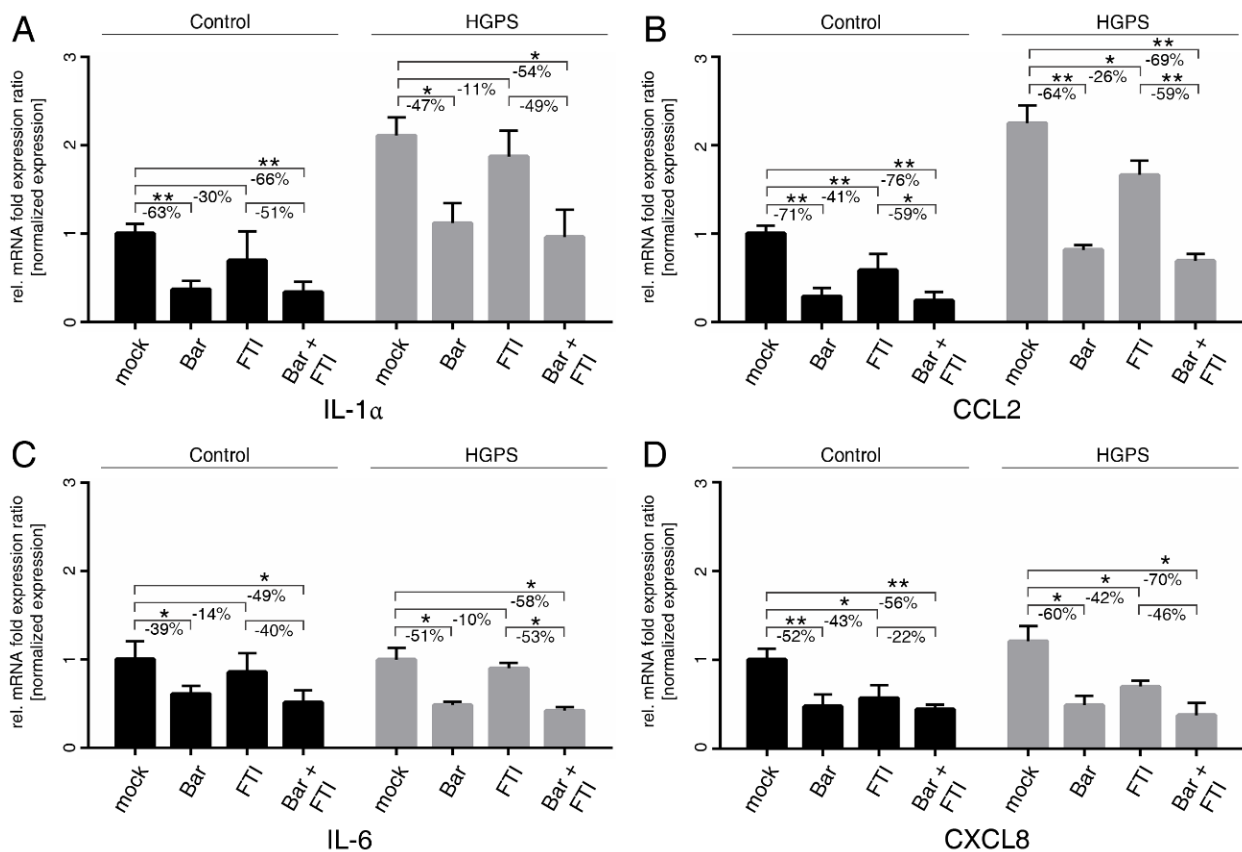 A
Control
HGPS
rel. mRNA fold expression ratio
[normalized expression]
3
2
1
0
**
-66%
** -30%
-63% -51%
*
-54%
* -11%
-47% -49%
mock
Bar
FTI
Bar +
FTI
mock
Bar
FTI
Bar +
FTI
IL-1α
B
Control
HGPS
rel. mRNA fold expression ratio
[normalized expression]
3
2
1
0
**
-76%
**
** -41% *
-71% -59%
**
-69%
*
** -26% **
-64% -59%
mock
Bar
FTI
Bar +
FTI
mock
Bar
FTI
Bar +
FTI
CCL2
C
Control
HGPS
rel. mRNA fold expression ratio
[normalized expression]
3
2
1
0
*
-49%
* -14%
-39% -40%
*
-58%
* -10% *
-51% -53%
mock
Bar
FTI
Bar +
FTI
mock
Bar
FTI
Bar +
FTI
IL-6
D
Control
HGPS
rel. mRNA fold expression ratio
[normalized expression]
3
2
1
0
**
-56%
*
** -43%
-52% -22%
*
-70%
*
* -42%
-60% -46%
mock
Bar
FTI
Bar +
FTI
mock
Bar
FTI
Bar +
FTI
CXCL8